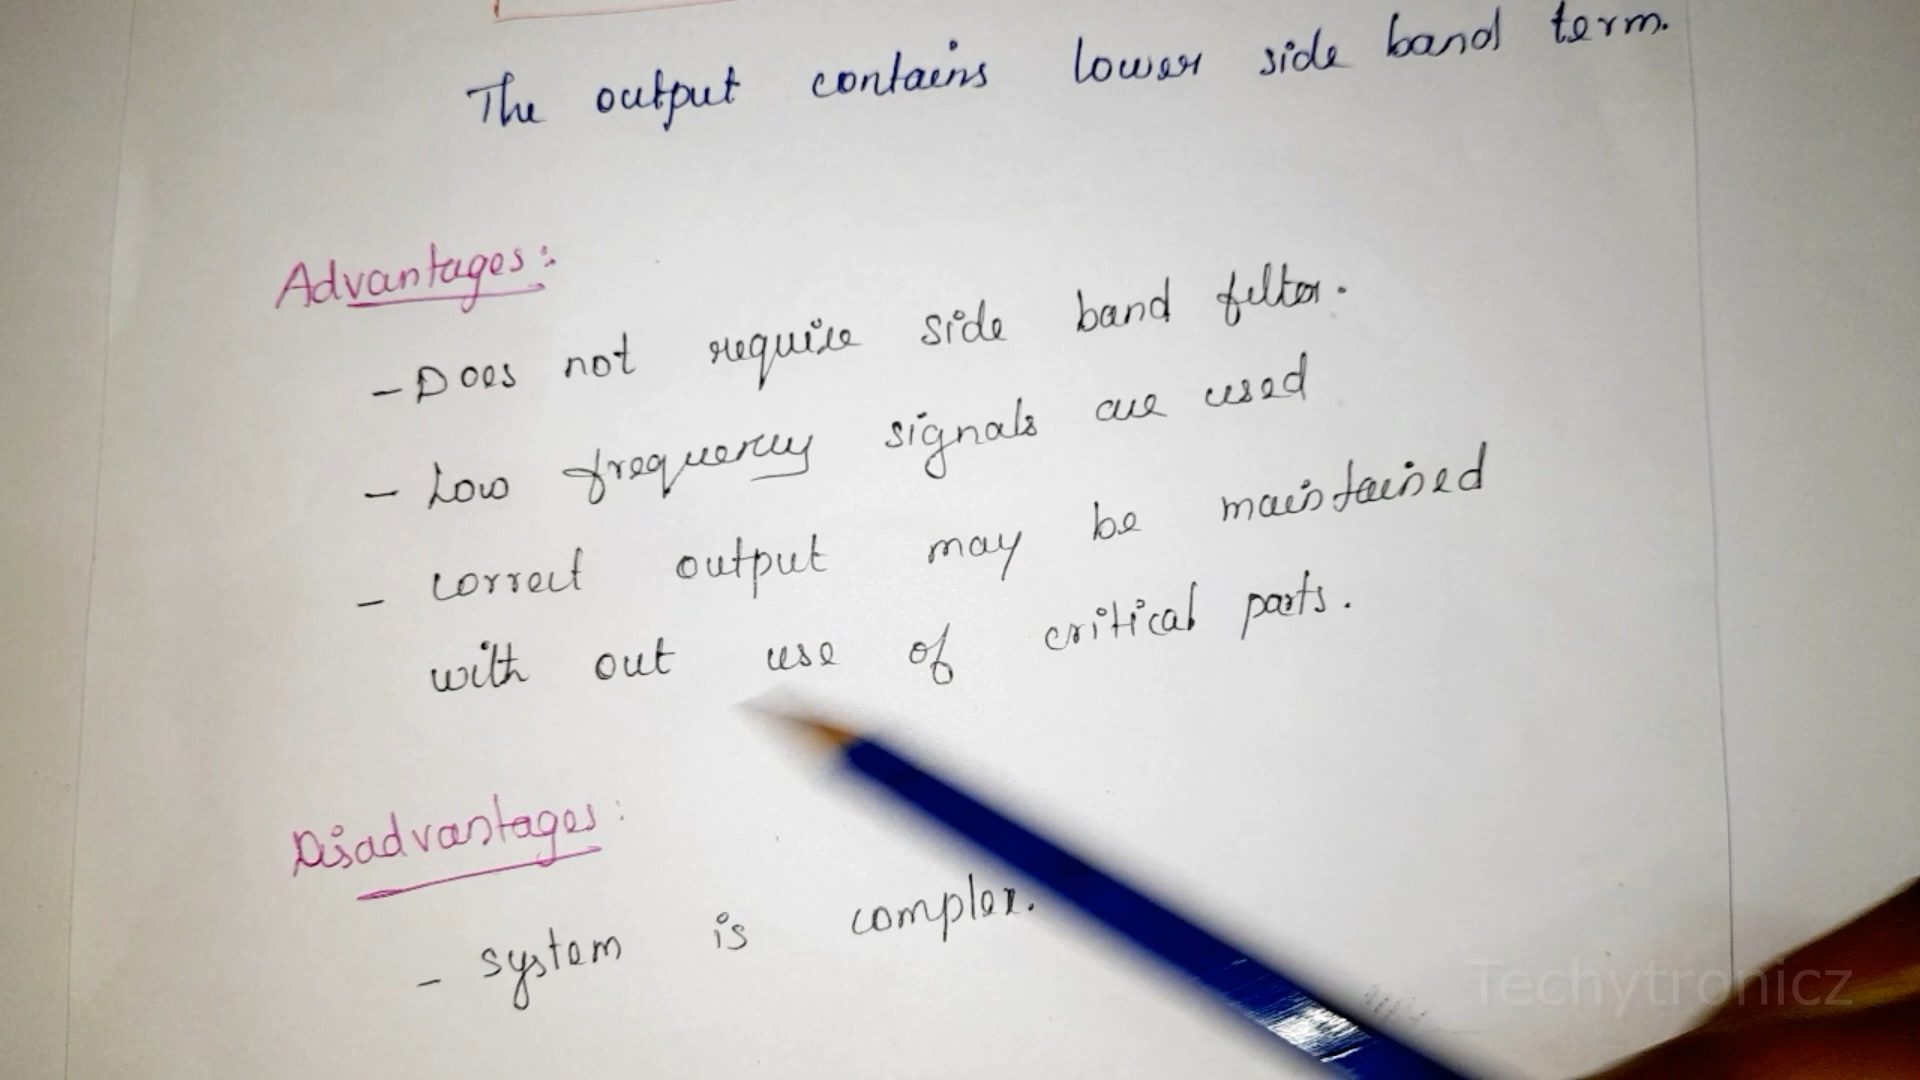 The output contains lower side band term.
Advantages:
- Does not require side band filter.
- Low frequency signals are used
- correct output may be maintained
with out use of critical parts.
Disadvantages:
- system is complex.
Techytronicz